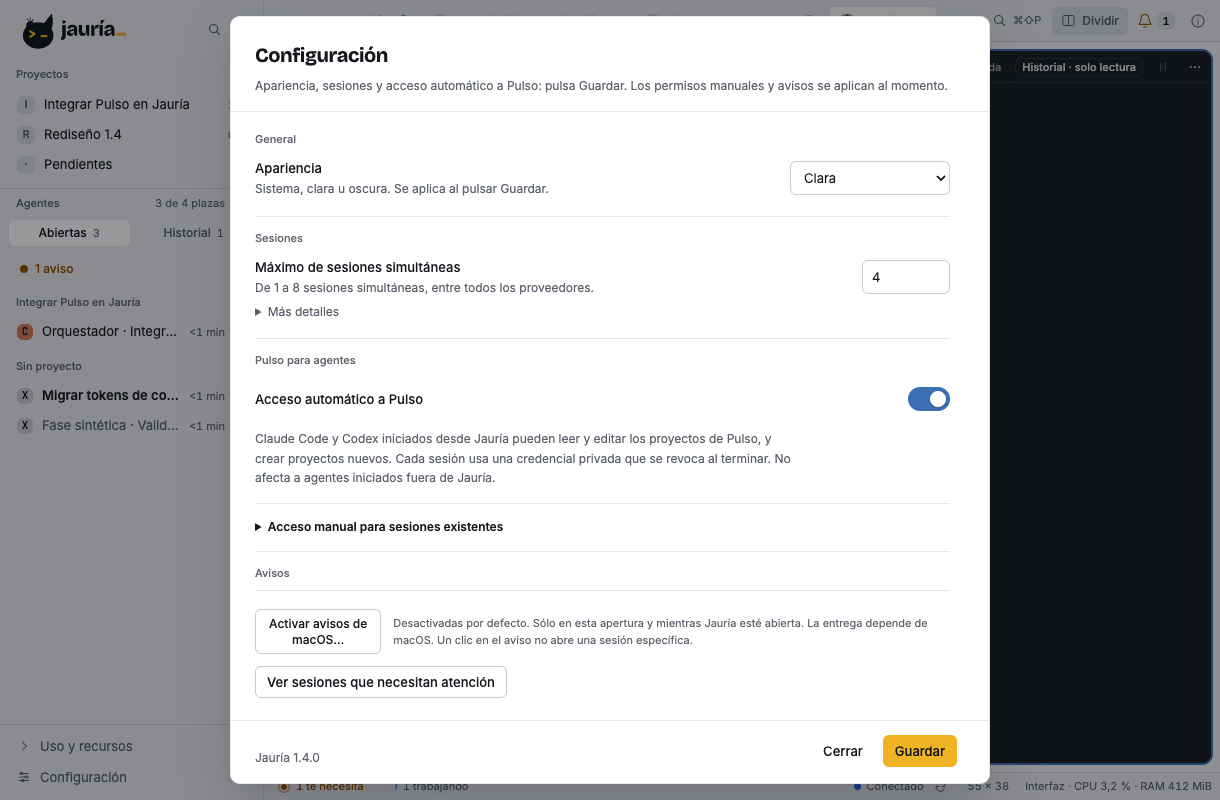 jauría_
Proyectos
I Integrar Pulso en Jauría
R Rediseño 1.4
· Pendientes
Agentes 3 de 4 plazas
Abiertas 3 Historial 1
1 aviso
Integrar Pulso en Jauría
C Orquestador · Integr... <1 min
Sin proyecto
X Migrar tokens de co... <1 min
X Fase sintética · Valid... <1 min
Uso y recursos
Configuración
⌘⇧P Dividir 1
Historial · solo lectura
Configuración
Apariencia, sesiones y acceso automático a Pulso: pulsa Guardar. Los permisos manuales y avisos se aplican al momento.
General
Apariencia
Sistema, clara u oscura. Se aplica al pulsar Guardar.
Clara
Sesiones
Máximo de sesiones simultáneas
De 1 a 8 sesiones simultáneas, entre todos los proveedores.
4
Más detalles
Pulso para agentes
Acceso automático a Pulso
Claude Code y Codex iniciados desde Jauría pueden leer y editar los proyectos de Pulso, y
crear proyectos nuevos. Cada sesión usa una credencial privada que se revoca al terminar. No
afecta a agentes iniciados fuera de Jauría.
Acceso manual para sesiones existentes
Avisos
Activar avisos de
macOS...
Desactivadas por defecto. Sólo en esta apertura y mientras Jauría esté abierta. La entrega depende de
macOS. Un clic en el aviso no abre una sesión específica.
Ver sesiones que necesitan atención
Jauría 1.4.0
Cerrar
Guardar
1 te necesita 1 trabajando
Conectado 55 × 38 Interfaz · CPU 3,2 % · RAM 412 MiB